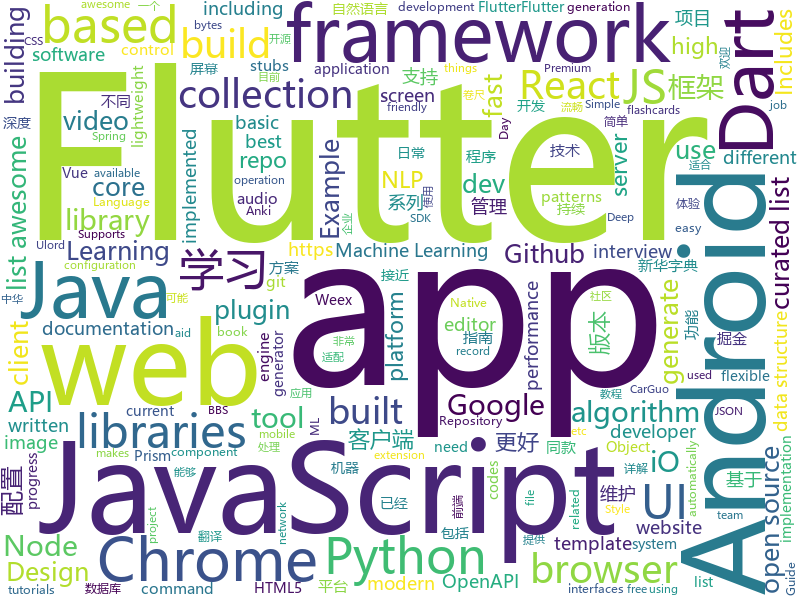 awesome 一个 自然语言 development FlutterFlutter generation bytes
CSS 开源 including 处理 control
software stubs 屏幕 application 支持 项目 high
building based build framework Dart Includes
Flutter
lightweight
不同 collection React JS 框架 欢迎
深度 video friendly screen fast 开发 流畅 Simple 简单 flashcards job
Spring basic Premium things Day
程序 技术 适合
Vue available core best repo implemented Example dev NLP 日常 server use different
library audio Anki 系列 管理 patterns 持续
list awesome Supports Language operation 企业 SDK 使用 Deep 体验
Ulord Learning https Machine Learning Github interview easy
学习 方案 接近 新华字典 Android curated list
Java web app
plugin Weex git platform editor 指南 Native 社区 版本 功能 掘金 performance
client documentation generator engine record book 非常 适配 可能 generate
API written image current BBS 中华 aid configuration libraries built Google algorithm data structure flexible
tool Repository CarGuo used JSON
developer etc 教程 project
JavaScript
客户端 更好 need Object 应用 mobile
配置 progress Prism component ML iO 同款 codes 基于 implementation
Node Chrome Python UI 维护 automatically open source
website
机器 makes file extension 前端 详解 related
template system
Design 翻译 browser
tutorials 数据库 network command HTML5 平台 modern OpenAPI 目前 包括 提供 能够 Style interfaces free using list team Guide